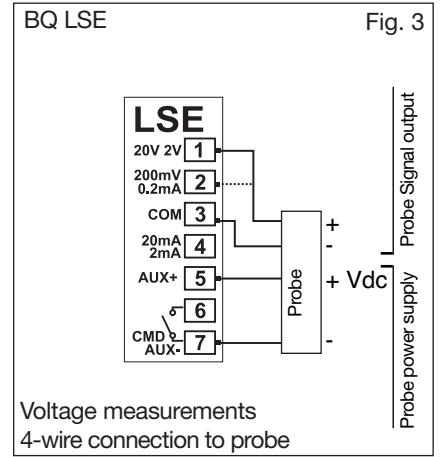 BQ LSE
Fig. 3
LSE
20V 2V 1
200mV
0.2mA 2
COM 3
20mA
2mA 4
AUX+ 5
6
CMD
AUX- 7
Probe
+
-
+ Vdc
-
Probe Signal output
Probe power supply
Voltage measurements
4-wire connection to probe